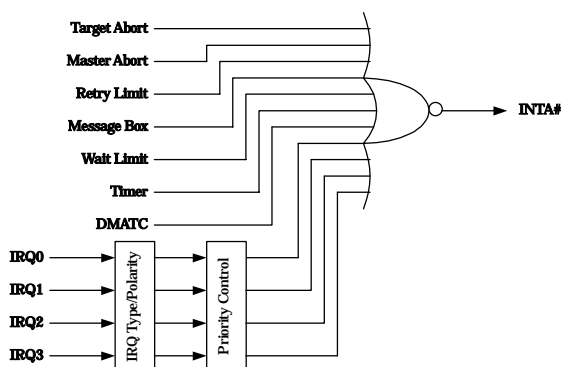 Target Abort
Master Abort
Retry Limit
Message Box
Wait Limit
Timer
DMATC
INTA#
IRQ0
IRQ1
IRQ2
IRQ3
IRQ Type/Polarity
Priority Control